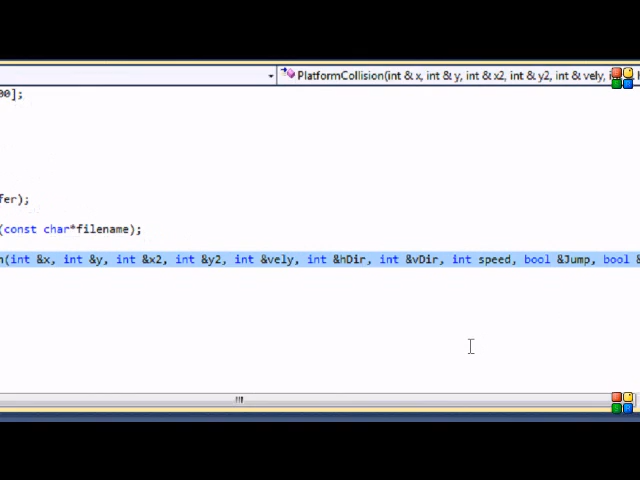 PlatformCollision(int & x, int & y, int & x2, int & y2, int & vely,
00];
fer);
(const char*filename);
n(int &x, int &y, int &x2, int &y2, int &vely, int &hDir, int &vDir, int speed, bool &Jump, bool &